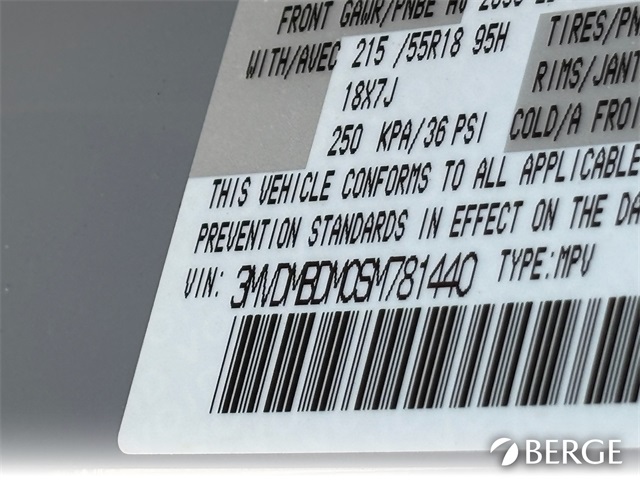 FRONT GAWR/PNBE AV
WITH/AVEC 215 /55R18 95H TIRES/PN
18X7J RIMS/JANT
250 KPA/36 PSI COLD/A FROI
THIS VEHICLE CONFORMS TO ALL APPLICABLE
PREVENTION STANDARDS IN EFFECT ON THE DA
VIN: 3MVDMBDM0SM781440 TYPE:MPV
BERGE